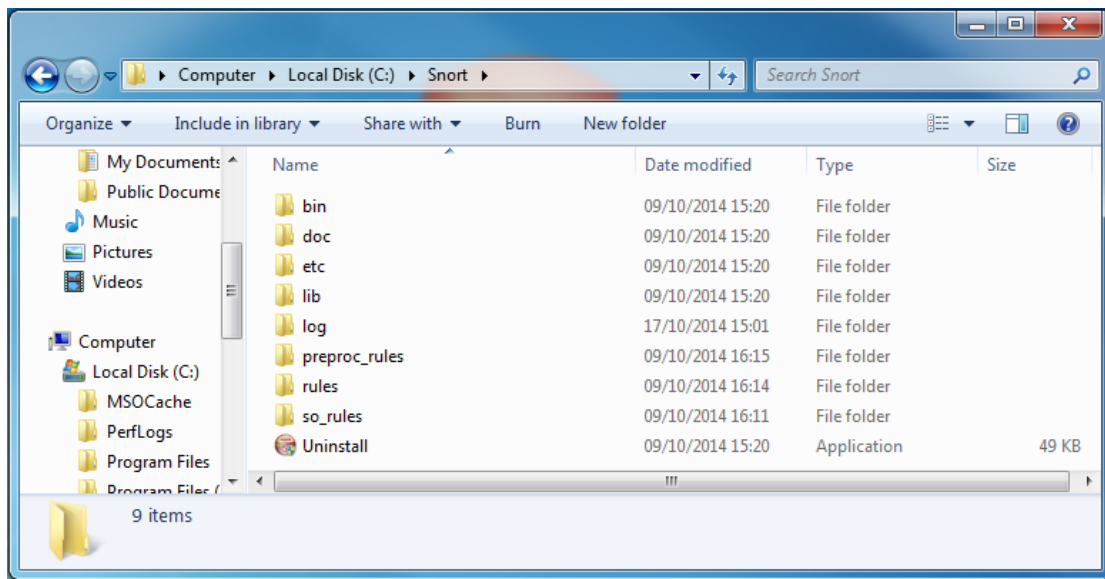 Computer ▸ Local Disk (C:) ▸ Snort ▸
Search Snort
Organize Include in library Share with Burn New folder
My Documents
Public Docume
Music
Pictures
Videos
Computer
Local Disk (C:)
MSOCache
PerfLogs
Program Files
Program Files (
Name Date modified Type Size
bin 09/10/2014 15:20 File folder
doc 09/10/2014 15:20 File folder
etc 09/10/2014 15:20 File folder
lib 09/10/2014 15:20 File folder
log 17/10/2014 15:01 File folder
preproc_rules 09/10/2014 16:15 File folder
rules 09/10/2014 16:14 File folder
so_rules 09/10/2014 16:11 File folder
Uninstall 09/10/2014 15:20 Application 49 KB
9 items